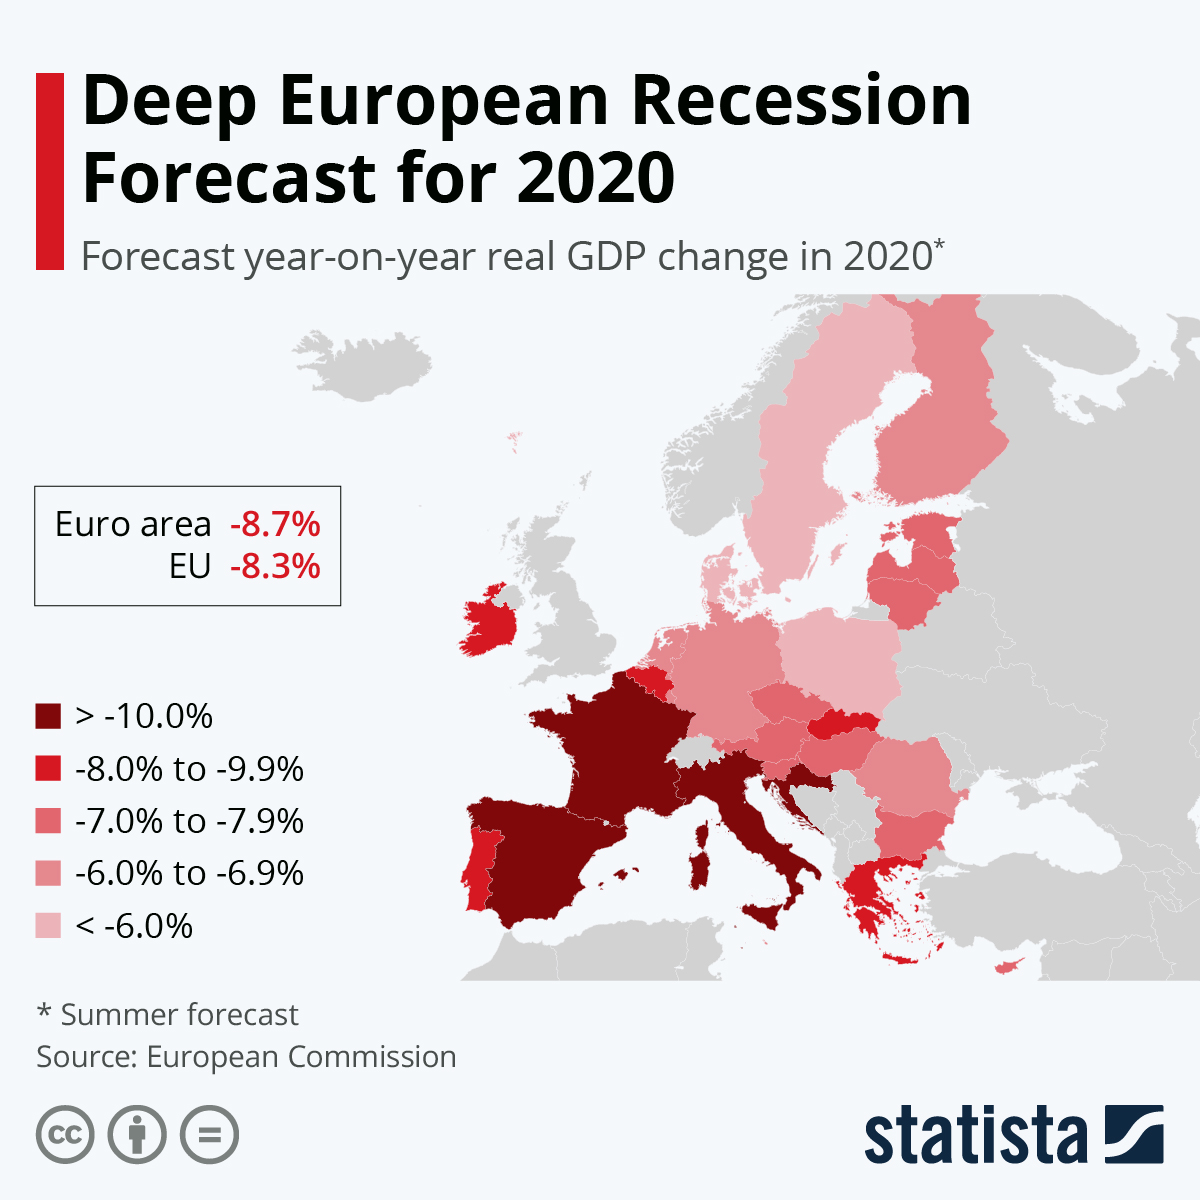 Deep European Recession
Forecast for 2020
Forecast year-on-year real GDP change in 2020*
Euro area -8.7%
EU -8.3%
> -10.0%
-8.0% to -9.9%
-7.0% to -7.9%
-6.0% to -6.9%
< -6.0%
* Summer forecast
Source: European Commission
cc
statista